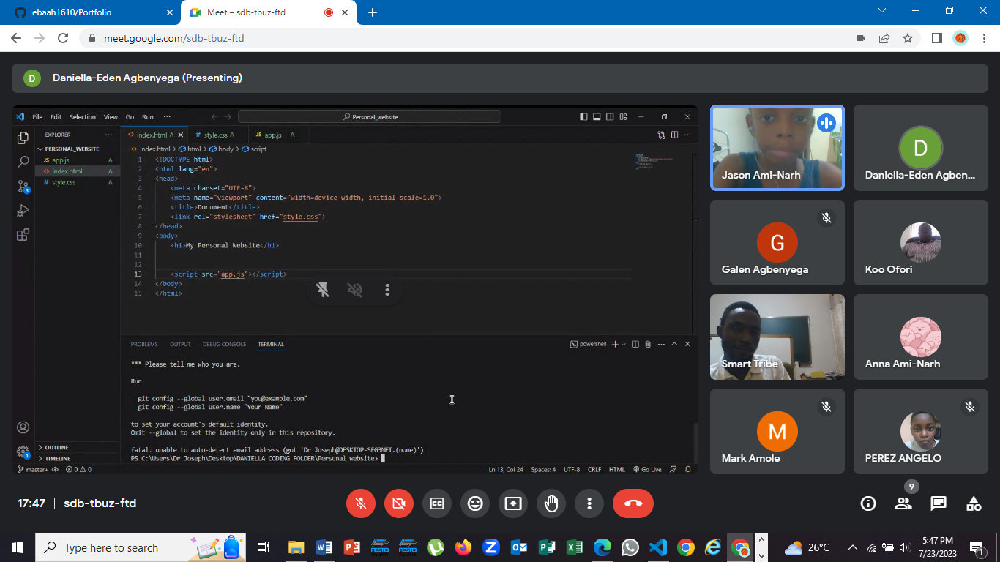 ebaah1610/Portfolio
Meet – sdb-tbuz-ftd
meet.google.com/sdb-tbuz-ftd
D
Daniella-Eden Agbenyega (Presenting)
File Edit Selection View Go Run ···
Personal_website
EXPLORER
PERSONAL_WEBSITE
JS app.js A
<> index.html A
# style.css A
<> index.html A
# style.css A
JS app.js A
<> index.html > html > body > script
1 <!DOCTYPE html>
2 <html lang="en">
3 <head>
4 <meta charset="UTF-8">
5 <meta name="viewport" content="width=device-width, initial-scale=1.0">
6 <title>Document</title>
7 <link rel="stylesheet" href="style.css">
8 </head>
9 <body>
10 <h1>My Personal Website</h1>
11
12
13 <script src="app.js"></script>
14 </body>
15 </html>
3
1
OUTLINE
TIMELINE
PROBLEMS OUTPUT DEBUG CONSOLE TERMINAL
powershell
*** Please tell me who you are.
Run
git config --global user.email "you@example.com"
git config --global user.name "Your Name"
to set your account's default identity.
Omit --global to set the identity only in this repository.
fatal: unable to auto-detect email address (got 'Dr Joseph@DESKTOP-SFG3NET.(none)')
PS C:\Users\Dr Joseph\Desktop\DANIELLA CODING FOLDER\Personal_website>
master+ 0 0
Ln 13, Col 24 Spaces: 4 UTF-8 CRLF HTML Go Live
Jason Ami-Narh
D
Daniella-Eden Agben...
G
Galen Agbenyega
Koo Ofori
Smart Tribe
Anna Ami-Narh
M
Mark Amole
PEREZ ANGELO
17:47 | sdb-tbuz-ftd
9
Type here to search
FESTO
FESTO
26°C
5:47 PM
7/23/2023
1